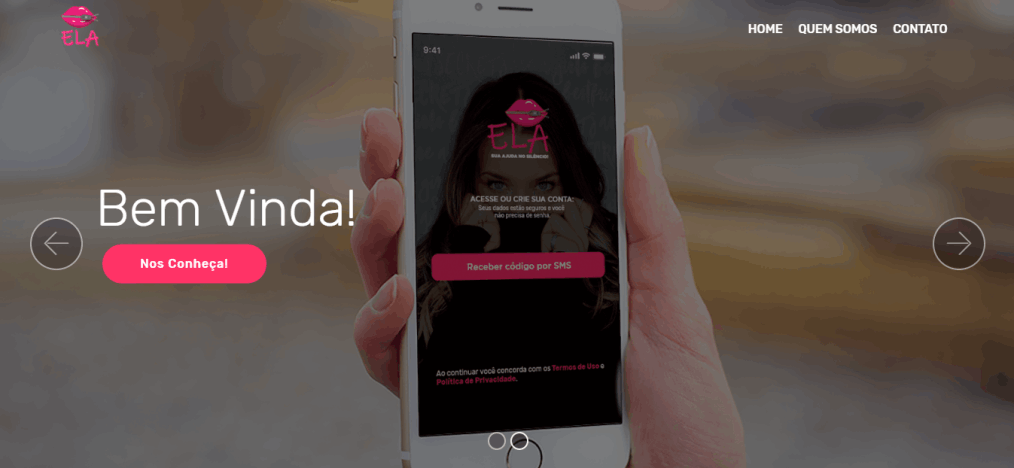 ELA
HOME QUEM SOMOS CONTATO
9:41
ELA
SUA AJUDA NO SILÊNCIO!
Bem Vinda!
Nos Conheça!
ACESSE OU CRIE SUA CONTA:
Seus dados estão seguros e você
não precisa de senha.
Receber código por SMS
Ao continuar você concorda com os Termos de Uso e
Política de Privacidade.